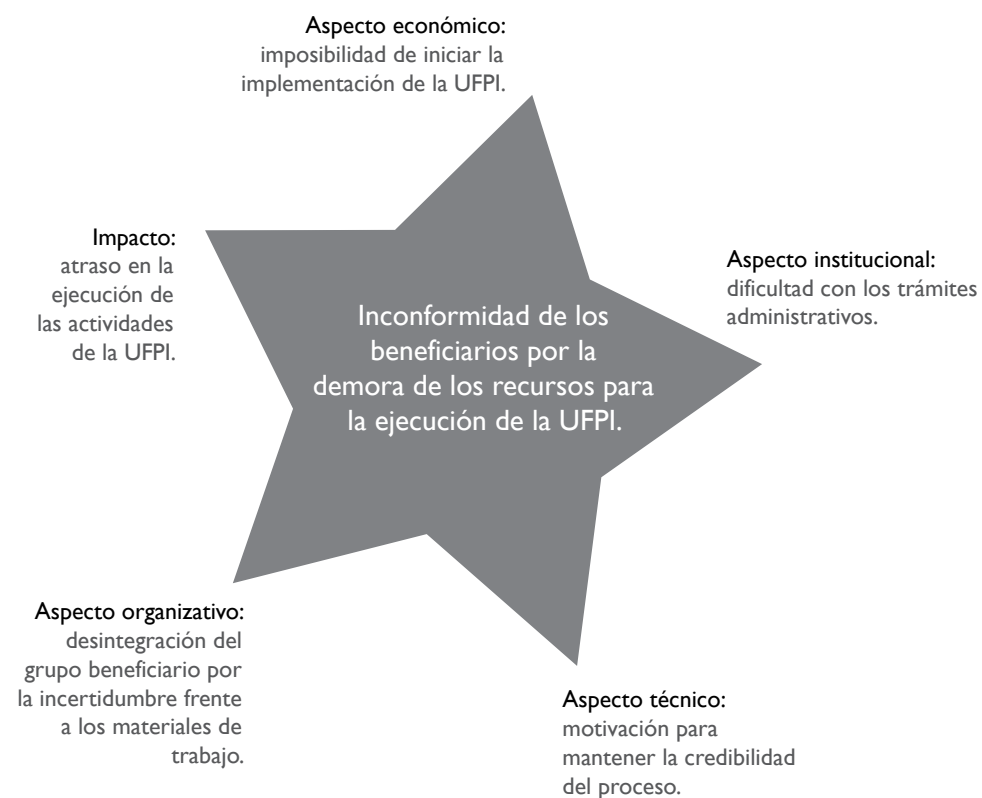 Aspecto económico:
imposibilidad de iniciar la
implementación de la UFPI.
Impacto:
atraso en la
ejecución de
las actividades
de la UFPI.
Aspecto institucional:
dificultad con los trámites
administrativos.
Inconformidad de los
beneficiarios por la
demora de los recursos para
la ejecución de la UFPI.
Aspecto organizativo:
desintegración del
grupo beneficiario por
la incertidumbre frente
a los materiales de
trabajo.
Aspecto técnico:
motivación para
mantener la credibilidad
del proceso.